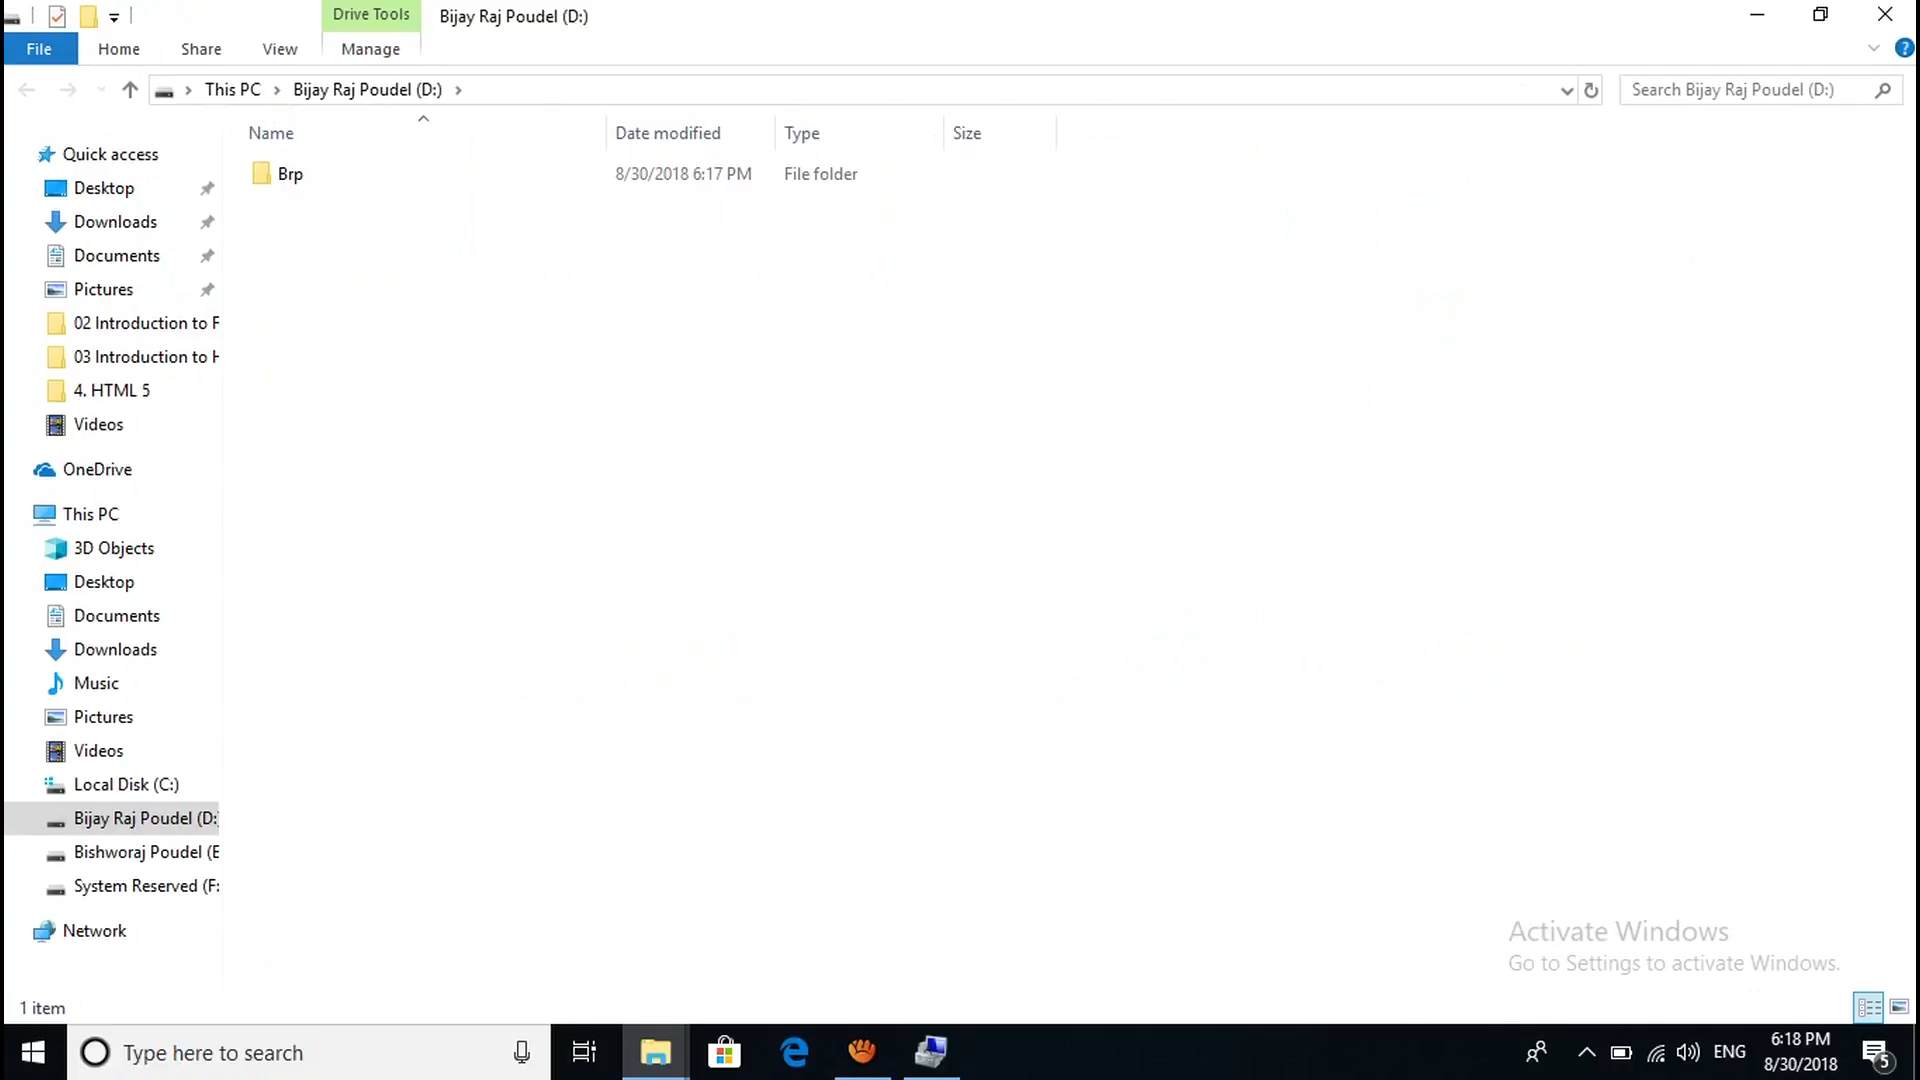 Drive Tools
Bijay Raj Poudel (D:)
File
Home
Share
View
Manage
This PC
Bijay Raj Poudel (D:)
Search Bijay Raj Poudel (D:)
Name
Date modified
Type
Size
Brp
8/30/2018 6:17 PM
File folder
Quick access
Desktop
Downloads
Documents
Pictures
02 Introduction to F
03 Introduction to H
4. HTML 5
Videos
OneDrive
This PC
3D Objects
Desktop
Documents
Downloads
Music
Pictures
Videos
Local Disk (C:)
Bijay Raj Poudel (D:
Bishworaj Poudel (E
System Reserved (F:
Network
Activate Windows
Go to Settings to activate Windows.
1 item
Type here to search
ENG
6:18 PM
8/30/2018
5